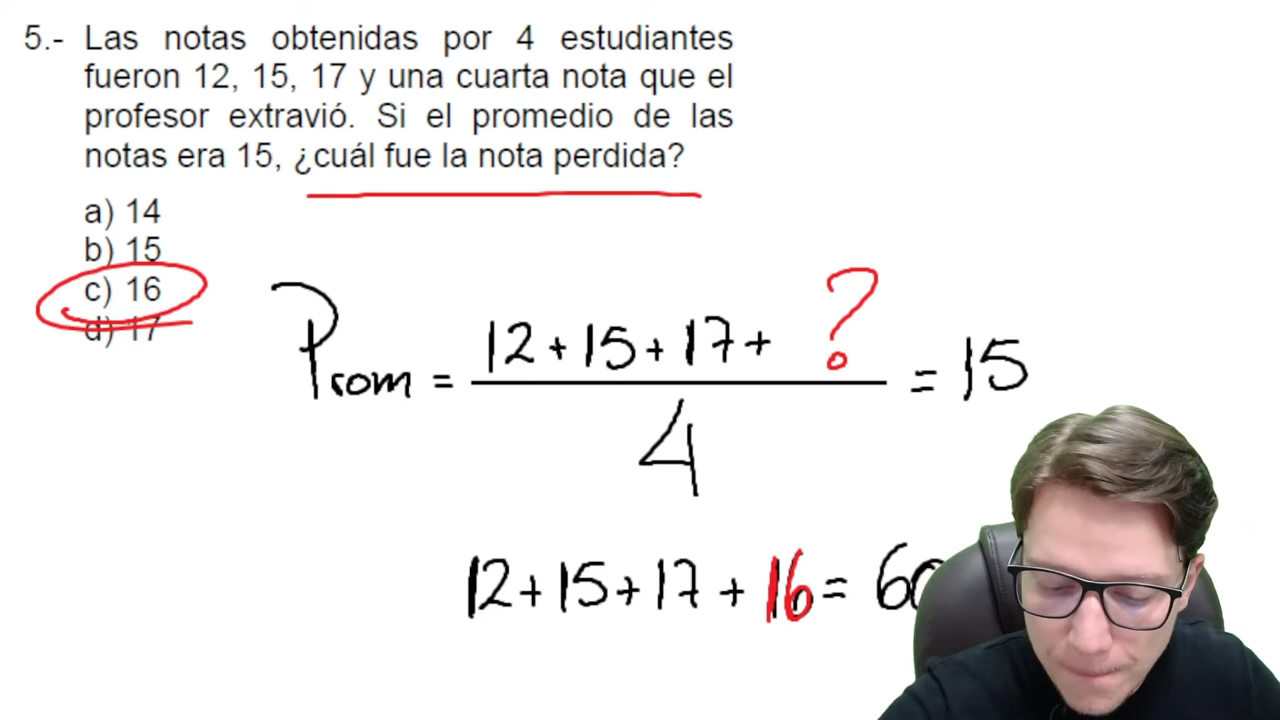 5.- Las notas obtenidas por 4 estudiantes
fueron 12, 15, 17 y una cuarta nota que el
profesor extravió. Si el promedio de las
notas era 15, ¿cuál fue la nota perdida?
a) 14
b) 15
c) 16
d) 17
Prom = 12 + 15 + 17 + ? = 15
4
12 + 15 + 17 + 16 = 60